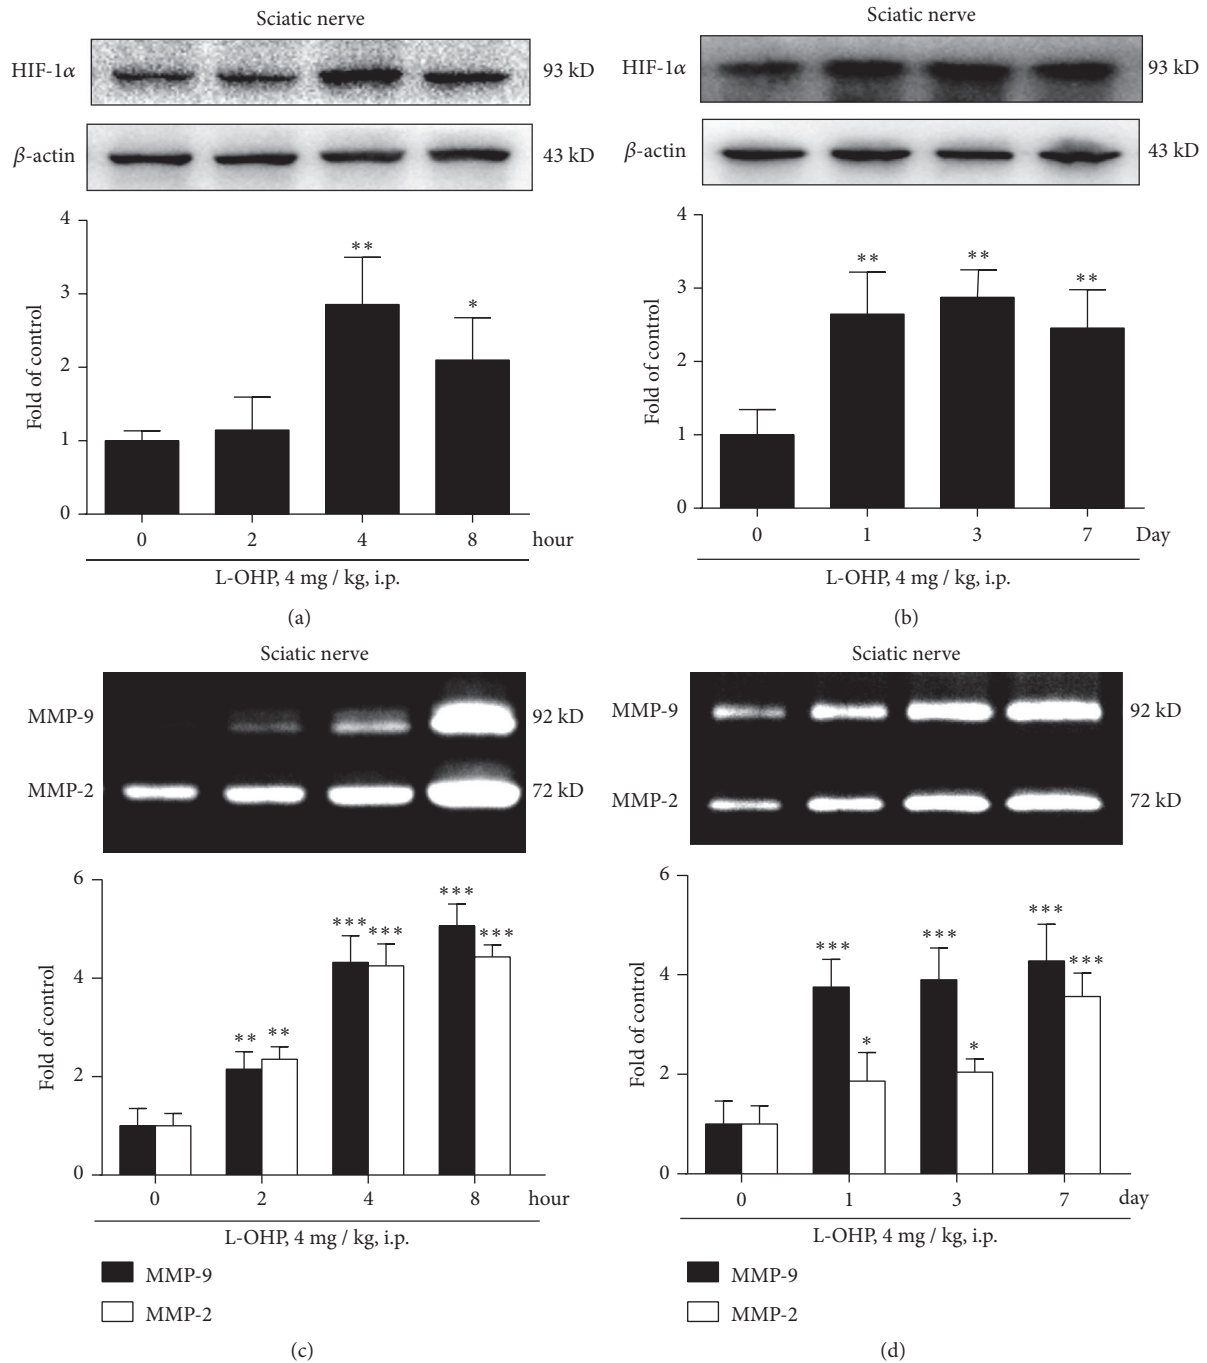 Sciatic nerve
HIF-1α 93 kD
β-actin 43 kD
4
3
2
1
0
Fold of control
**
*
0 2 4 8 hour
L-OHP, 4 mg / kg, i.p.
(a)
Sciatic nerve
HIF-1α 93 kD
β-actin 43 kD
4
3
2
1
0
Fold of control
**
**
**
0 1 3 7 Day
L-OHP, 4 mg / kg, i.p.
(b)
Sciatic nerve
MMP-9 92 kD
MMP-2 72 kD
6
4
2
0
Fold of control
** **
*** ***
*** ***
0 2 4 8 hour
L-OHP, 4 mg / kg, i.p.
MMP-9
MMP-2
(c)
Sciatic nerve
MMP-9 92 kD
MMP-2 72 kD
6
4
2
0
Fold of control
*** *
*** *
*** ***
0 1 3 7 day
L-OHP, 4 mg / kg, i.p.
MMP-9
MMP-2
(d)